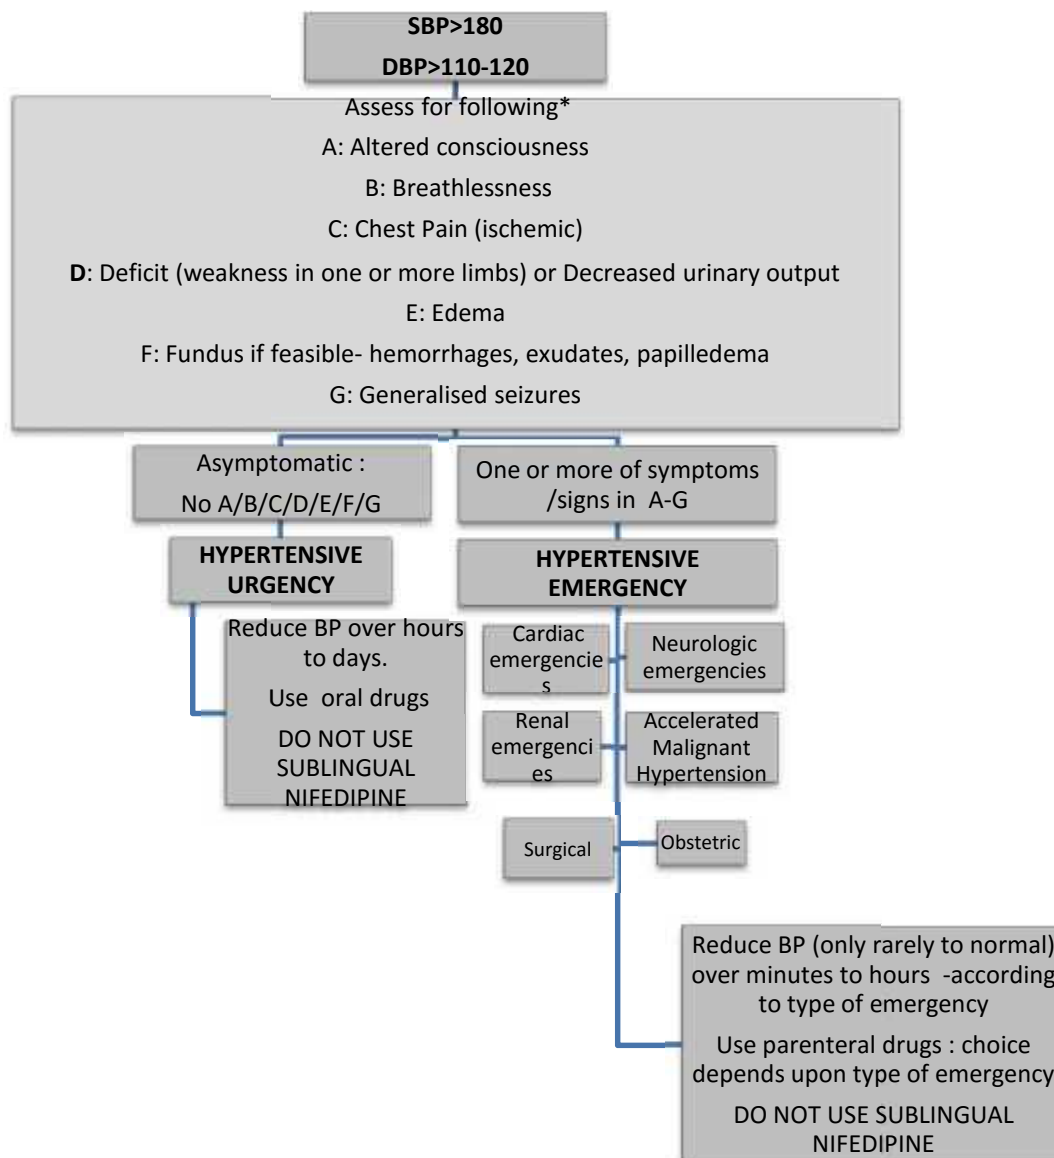 SBP>180
DBP>110-120
Assess for following*
A: Altered consciousness
B: Breathlessness
C: Chest Pain (ischemic)
D: Deficit (weakness in one or more limbs) or Decreased urinary output
E: Edema
F: Fundus if feasible- hemorrhages, exudates, papilledema
G: Generalised seizures
Asymptomatic :
No A/B/C/D/E/F/G
One or more of symptoms
/signs in A-G
HYPERTENSIVE
URGENCY
HYPERTENSIVE
EMERGENCY
Reduce BP over hours
to days.
Use oral drugs
DO NOT USE
SUBLINGUAL
NIFEDIPINE
Cardiac
emergencie
s
Neurologic
emergencies
Renal
emergenci
es
Accelerated
Malignant
Hypertension
Surgical
Obstetric
Reduce BP (only rarely to normal)
over minutes to hours -according
to type of emergency
Use parenteral drugs : choice
depends upon type of emergency
DO NOT USE SUBLINGUAL
NIFEDIPINE